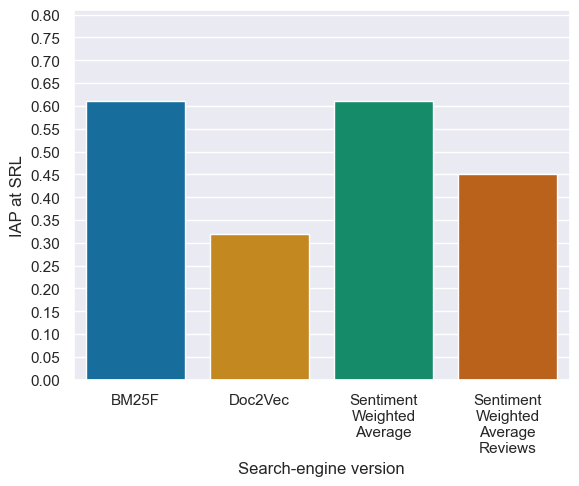 0.80
0.75
0.70
0.65
0.60
0.55
0.50
0.45
0.40
0.35
0.30
0.25
0.20
0.15
0.10
0.05
0.00
IAP at SRL
BM25F
Doc2Vec
Sentiment
Weighted
Average
Sentiment
Weighted
Average
Reviews
Search-engine version